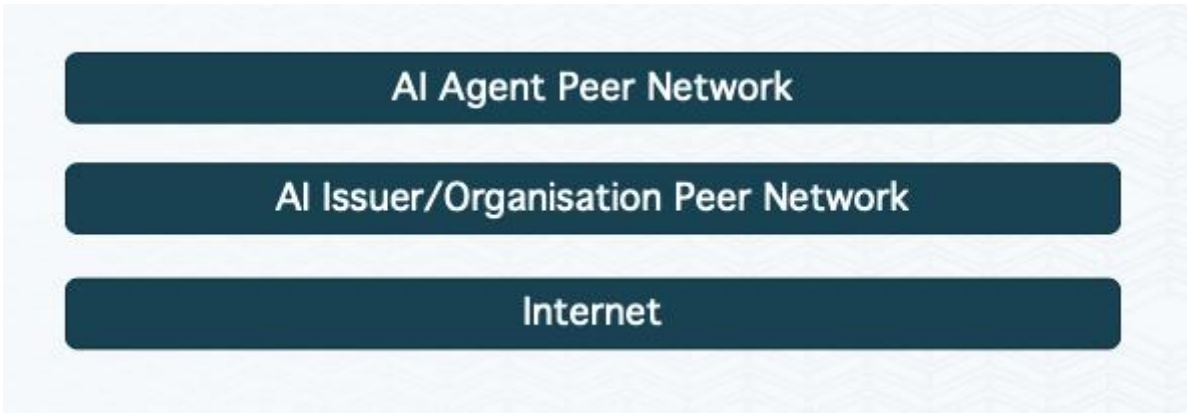 AI Agent Peer Network
AI Issuer/Organisation Peer Network
Internet